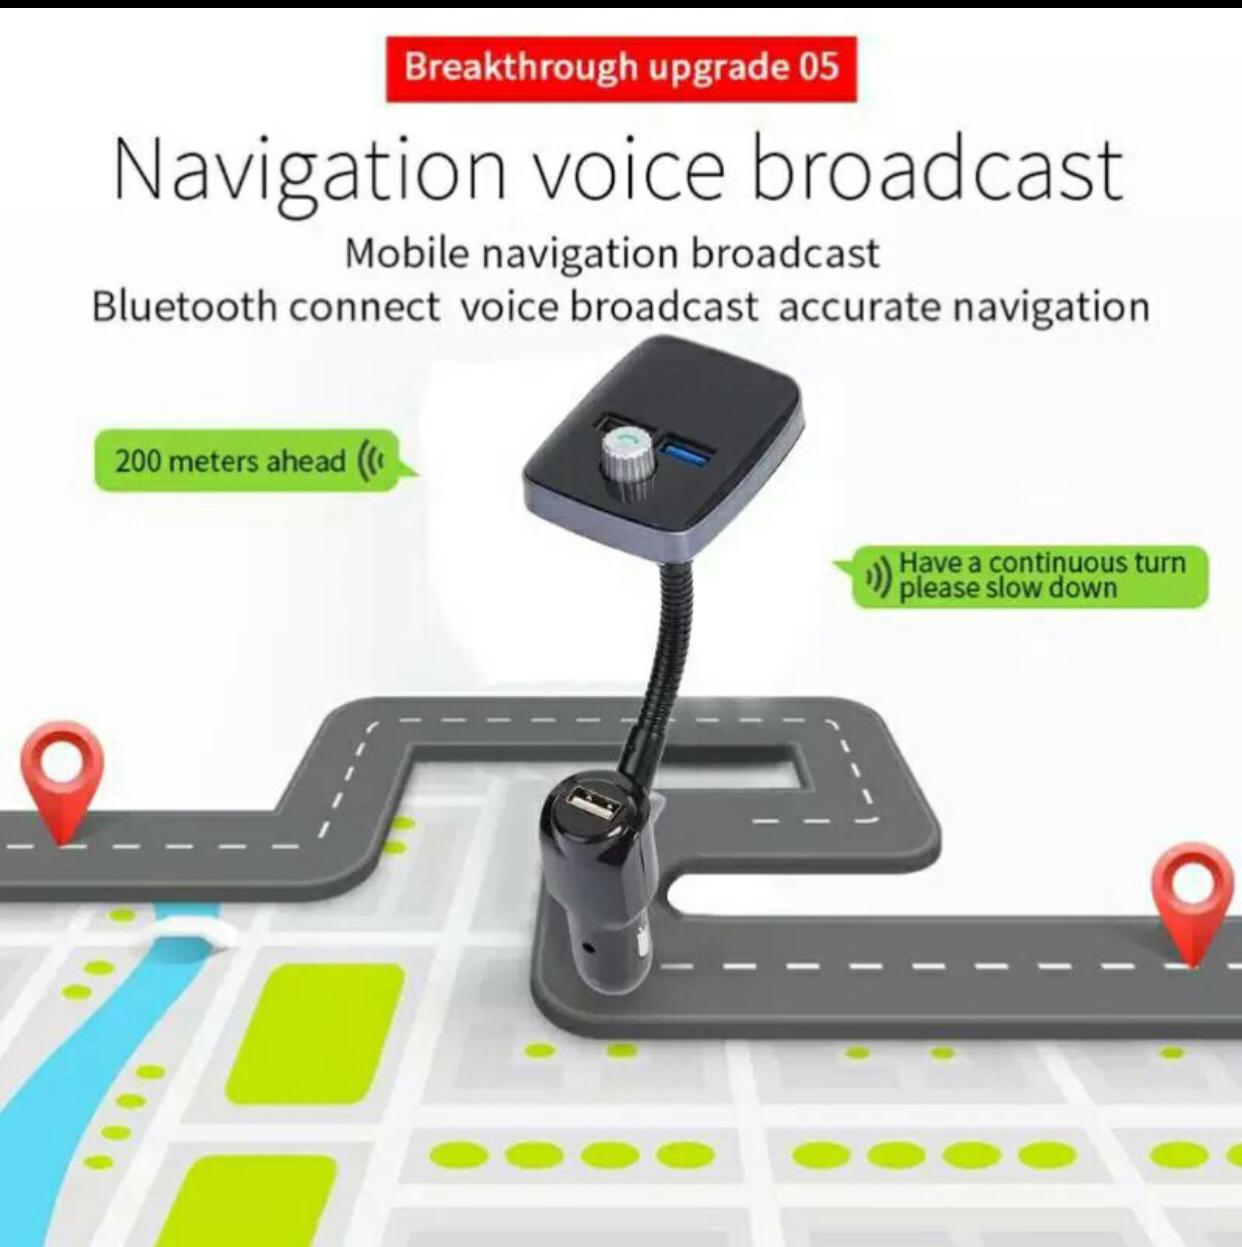 Breakthrough upgrade 05
Navigation voice broadcast
Mobile navigation broadcast
Bluetooth connect voice broadcast accurate navigation
200 meters ahead
Have a continuous turn
please slow down